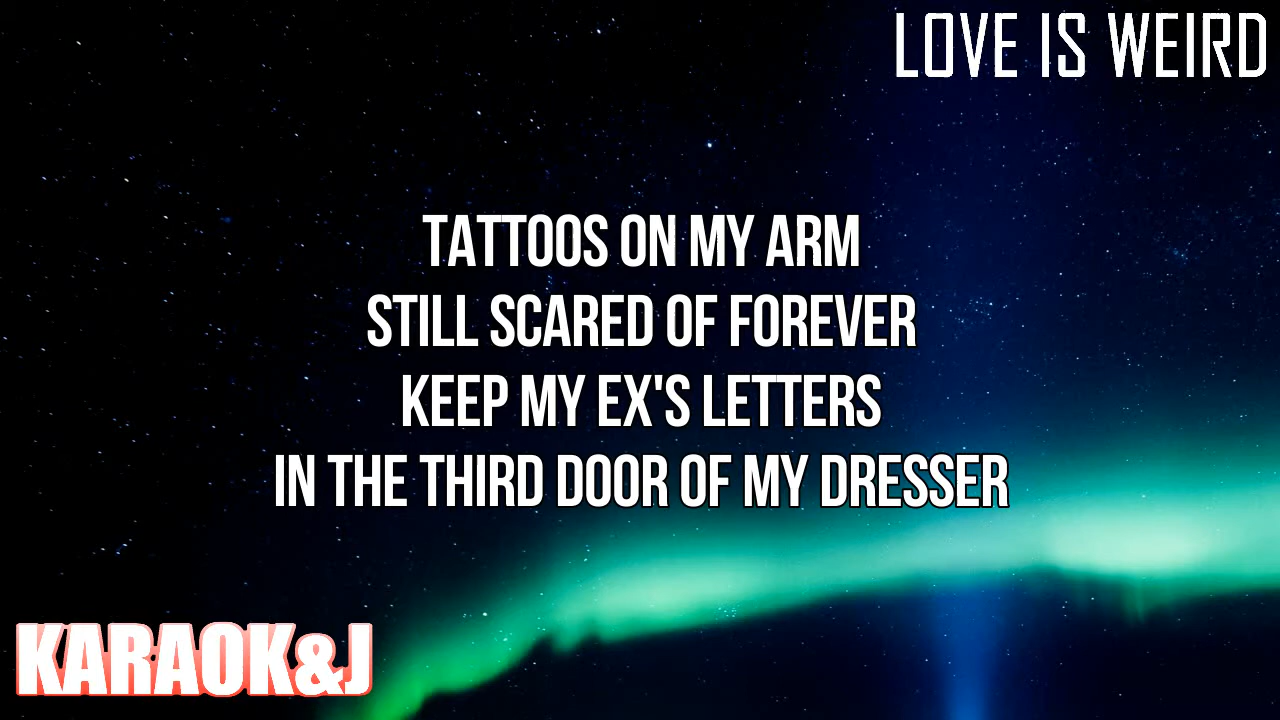 LOVE IS WEIRD
TATTOOS ON MY ARM
STILL SCARED OF FOREVER
KEEP MY EX'S LETTERS
IN THE THIRD DOOR OF MY DRESSER
KARAOK&J